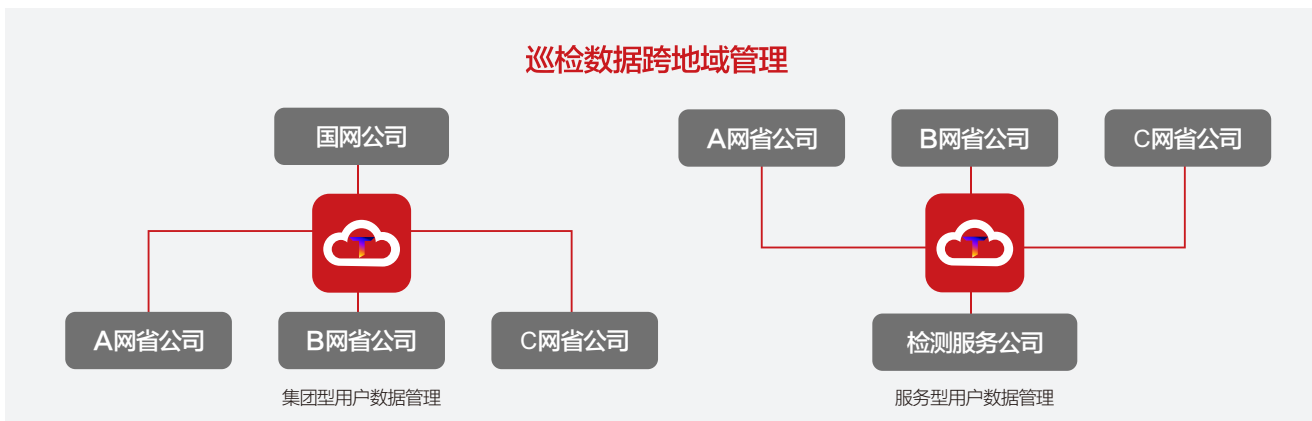 巡检数据跨地域管理
国网公司
A网省公司
B网省公司
C网省公司
集团型用户数据管理
A网省公司
B网省公司
C网省公司
T
检测服务公司
服务型用户数据管理